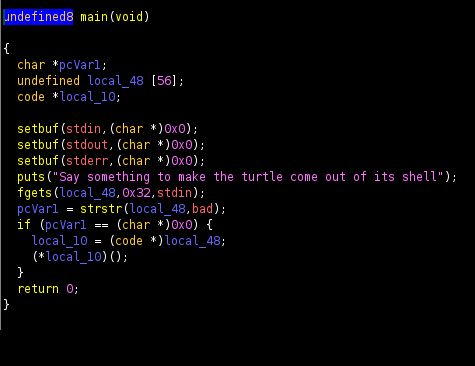 undefined8 main(void)
{
char *pcVar1;
undefined local_48 [56];
code *local_10;
setbuf(stdin,(char *)0x0);
setbuf(stdout,(char *)0x0);
setbuf(stderr,(char *)0x0);
puts("Say something to make the turtle come out of its shell");
fgets(local_48,0x32,stdin);
pcVar1 = strstr(local_48,bad);
if (pcVar1 == (char *)0x0) {
local_10 = (code *)local_48;
(*local_10)();
}
return 0;
}